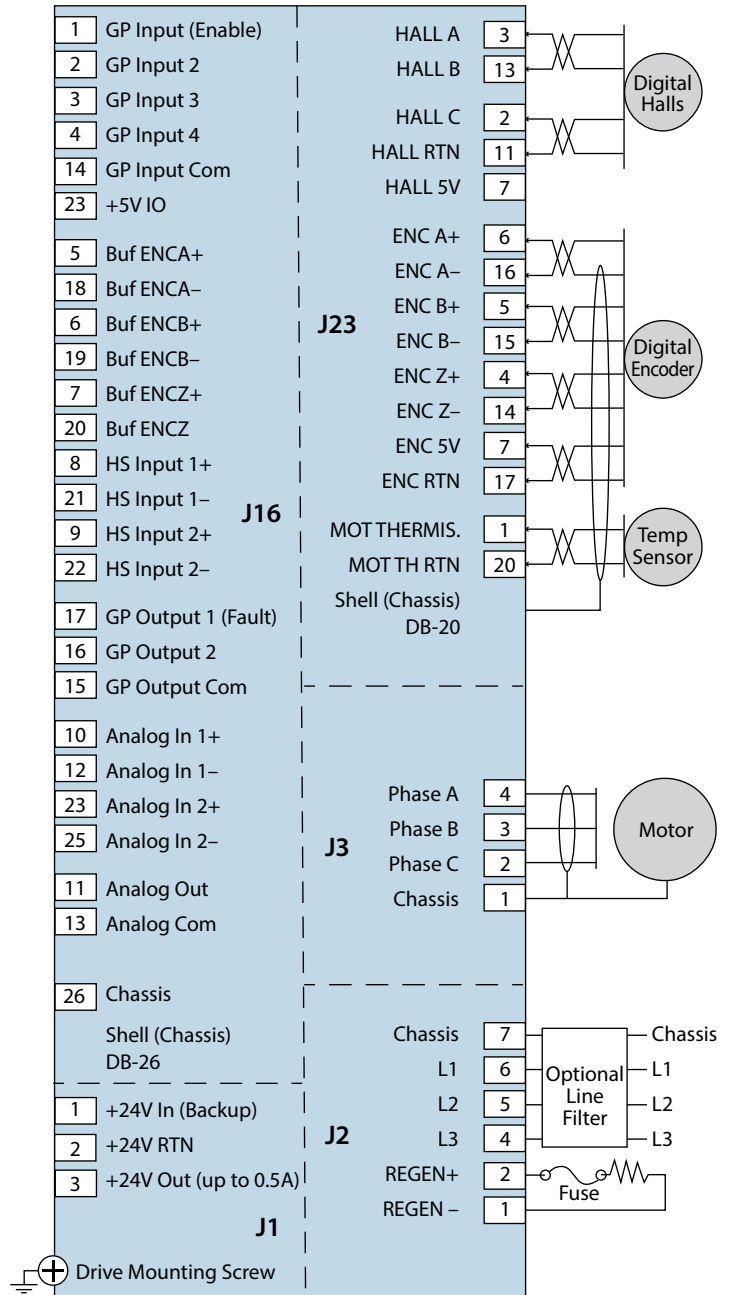 1 GP Input (Enable)
2 GP Input 2
3 GP Input 3
4 GP Input 4
14 GP Input Com
23 +5V IO
5 Buf ENCA+
18 Buf ENCA–
6 Buf ENCB+
19 Buf ENCB–
7 Buf ENCZ+
20 Buf ENCZ
8 HS Input 1+
21 HS Input 1–
9 HS Input 2+
22 HS Input 2–
J16
17 GP Output 1 (Fault)
16 GP Output 2
15 GP Output Com
10 Analog In 1+
12 Analog In 1–
23 Analog In 2+
25 Analog In 2–
11 Analog Out
13 Analog Com
26 Chassis
Shell (Chassis)
DB-26
1 +24V In (Backup)
2 +24V RTN
3 +24V Out (up to 0.5A)
J1
Drive Mounting Screw
HALL A 3
HALL B 13
HALL C 2
HALL RTN 11
HALL 5V 7
Digital
Halls
ENC A+ 6
ENC A– 16
ENC B+ 5
ENC B– 15
ENC Z+ 4
ENC Z– 14
ENC 5V 7
ENC RTN 17
J23
Digital
Encoder
MOT THERMIS. 1
MOT TH RTN 20
Shell (Chassis)
DB-20
Temp
Sensor
Phase A 4
Phase B 3
Phase C 2
Chassis 1
J3
Motor
Chassis 7
L1 6
L2 5
L3 4
REGEN+ 2
REGEN – 1
J2
Optional
Line
Filter
Chassis
L1
L2
L3
Fuse